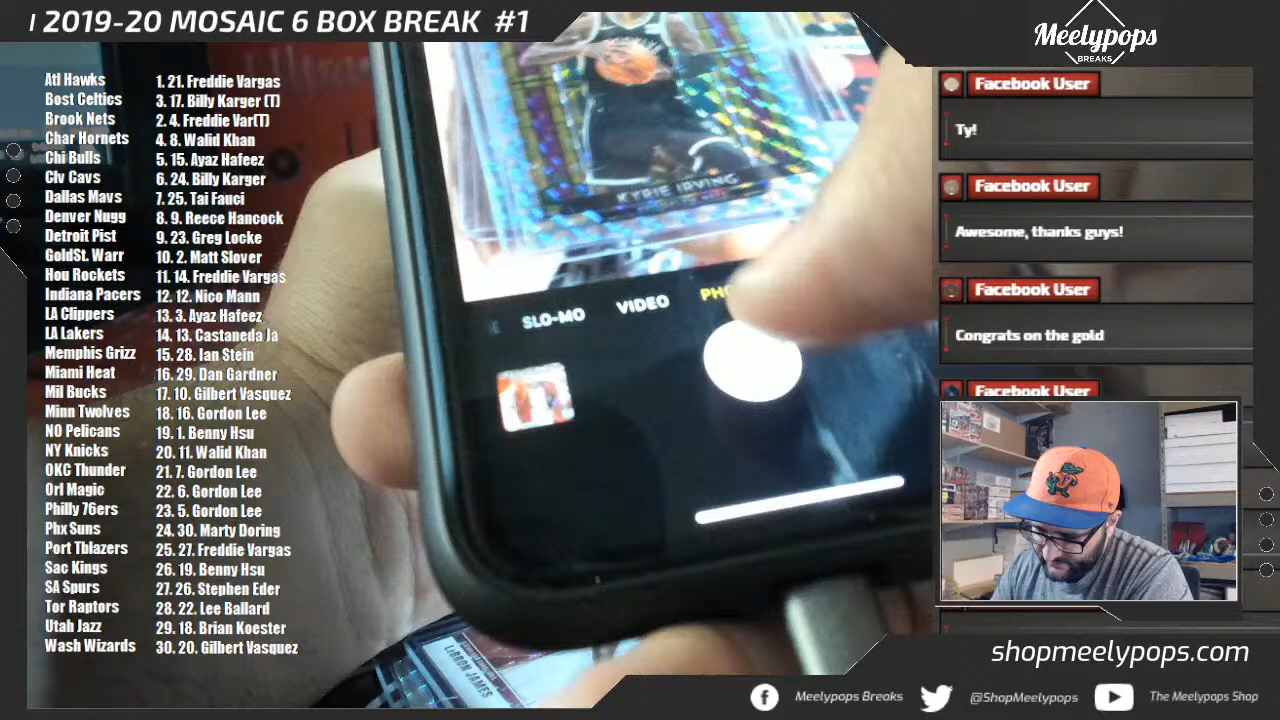 2019-20 MOSAIC 6 BOX BREAK #1
Meelypops
BREAKS
Atl Hawks 1. 21. Freddie Vargas
Bost Celtics 3. 17. Billy Karger (T)
Brook Nets 2. 4. Freddie Var(T)
Char Hornets 4. 8. Walid Khan
Chi Bulls 5. 15. Ayaz Hafeez
Clv Cavs 6. 24. Billy Karger
Dallas Mavs 7. 25. Tai Fauci
Denver Nugg 8. 9. Reece Hancock
Detroit Pist 9. 23. Greg Locke
GoldSt. Warr 10. 2. Matt Slover
Hou Rockets 11. 14. Freddie Vargas
Indiana Pacers 12. 12. Nico Mann
LA Clippers 13. 3. Ayaz Hafeez
LA Lakers 14. 13. Castaneda Ja
Memphis Grizz 15. 28. Ian Stein
Miami Heat 16. 29. Dan Gardner
Mil Bucks 17. 10. Gilbert Vasquez
Minn Twolves 18. 16. Gordon Lee
NO Pelicans 19. 1. Benny Hsu
NY Knicks 20. 11. Walid Khan
OKC Thunder 21. 7. Gordon Lee
Orl Magic 22. 6. Gordon Lee
Philly 76ers 23. 5. Gordon Lee
Phx Suns 24. 30. Marty Doring
Port Tblazers 25. 27. Freddie Vargas
Sac Kings 26. 19. Benny Hsu
SA Spurs 27. 26. Stephen Eder
Tor Raptors 28. 22. Lee Ballard
Utah Jazz 29. 18. Brian Koester
Wash Wizards 30. 20. Gilbert Vasquez
KYRIE IRVING
SLO-MO VIDEO
LEBRON JAMES
Facebook User
Ty!
Facebook User
Awesome, thanks guys!
Facebook User
Congrats on the gold
Facebook User
shopmeelypops.com
Meelypops Breaks @ShopMeelypops The Meelypops Shop